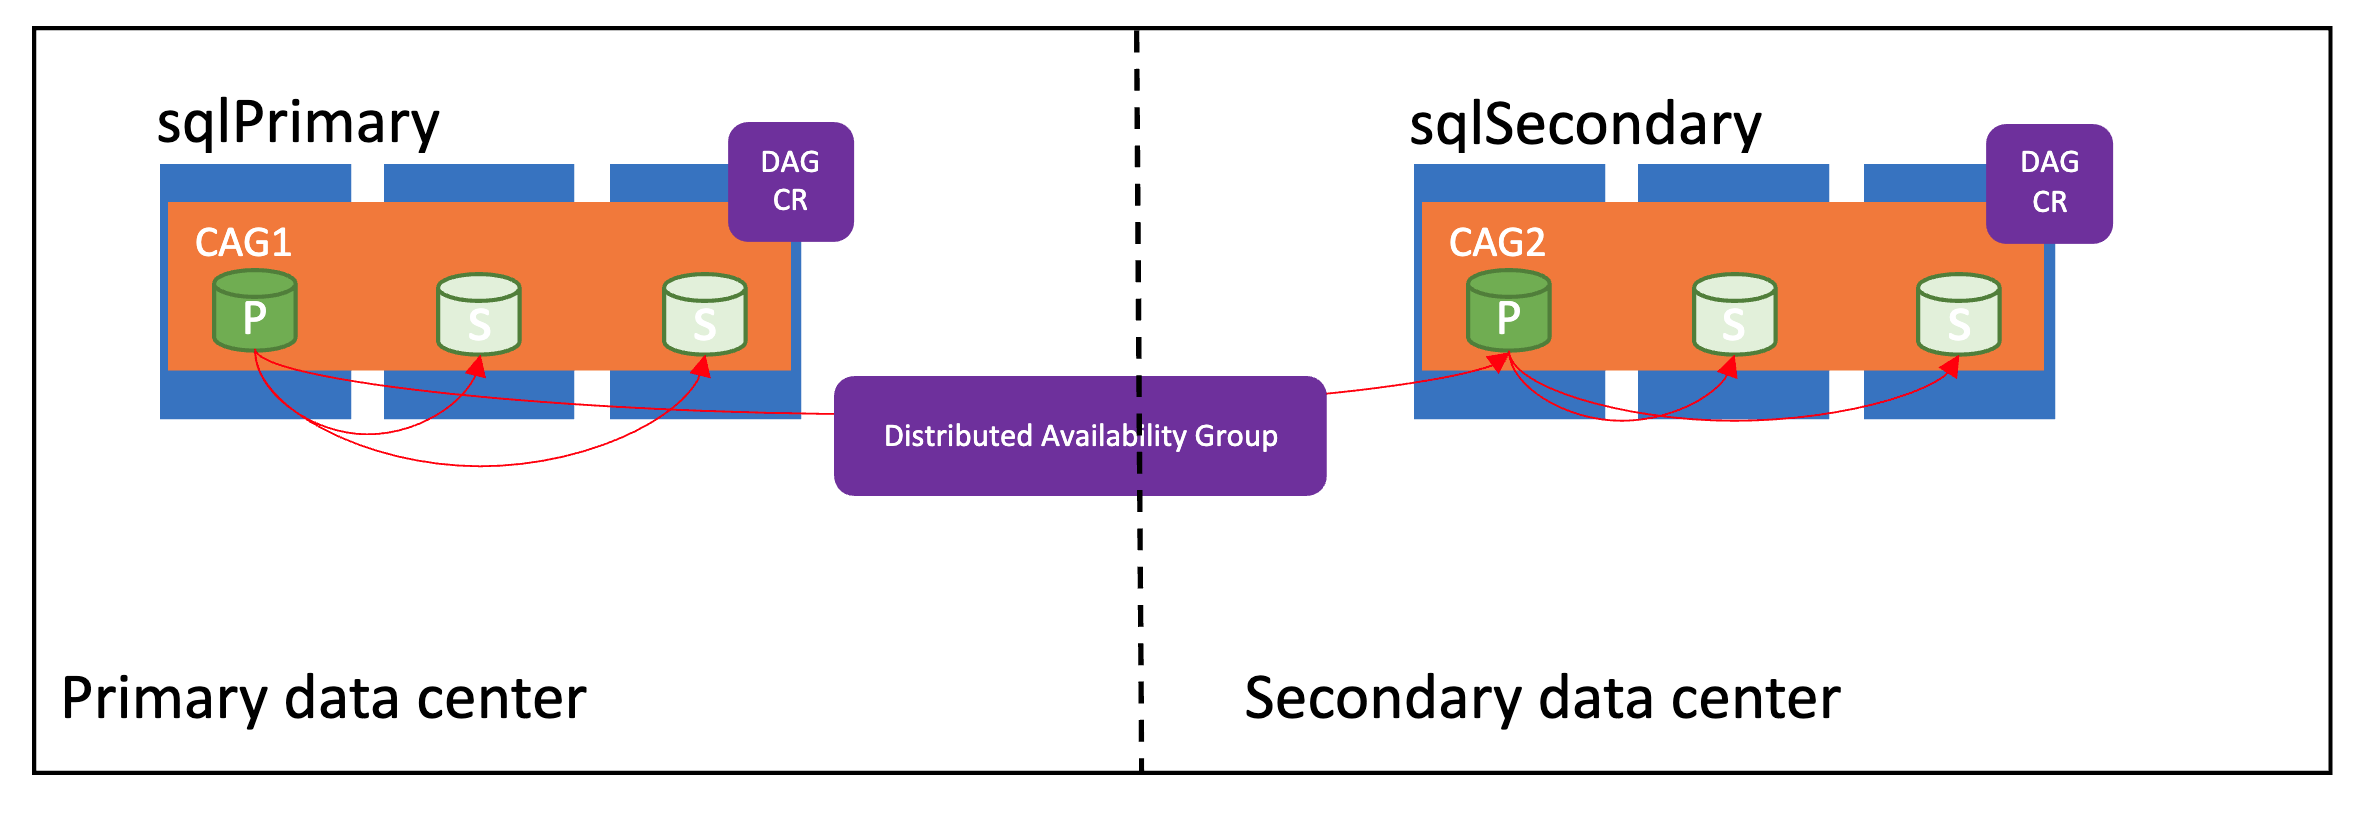 sqlPrimary
DAG
CR
CAG1
P
S
S
sqlSecondary
DAG
CR
CAG2
P
S
S
Distributed Availability Group
Primary data center
Secondary data center